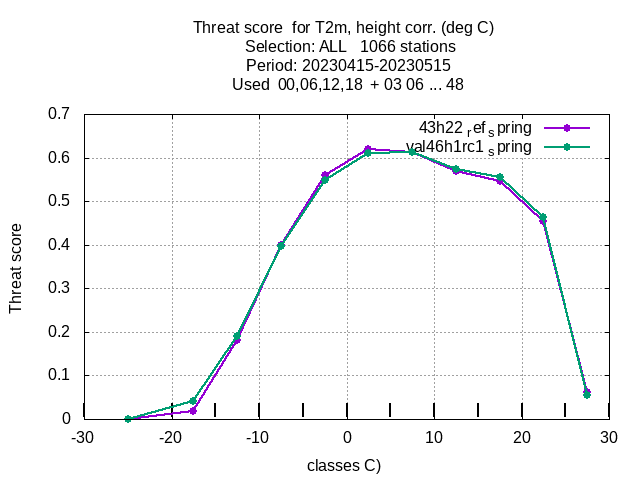 Threat score  for T2m, height corr. (deg C)
Selection: ALL   1066 stations
Period: 20230415-20230515
Used  00,06,12,18  + 03 06 ... 48
0.7
43h22 ref spring
val46h1rc1 spring
0.6
0.5
0.4
Threat score
0.3
0.2
0.1
0
-30 -20 -10 0 10 20 30
classes C)